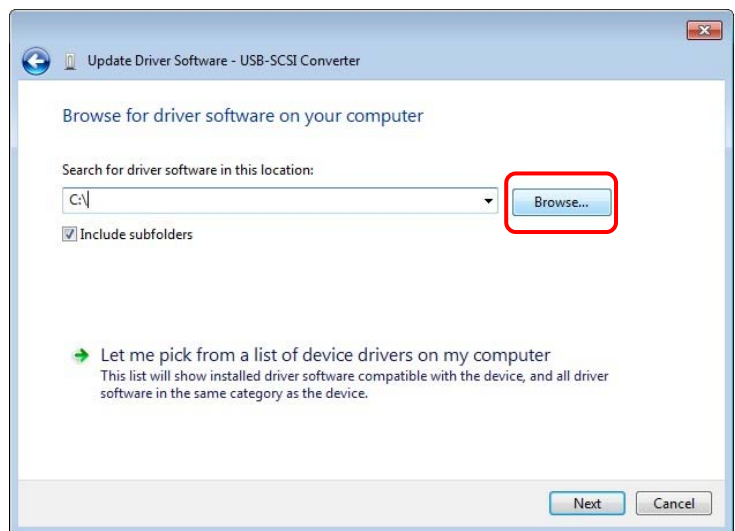 Update Driver Software - USB-SCSI Converter
Browse for driver software on your computer
Search for driver software in this location:
C:\
Browse...
Include subfolders
Let me pick from a list of device drivers on my computer
This list will show installed driver software compatible with the device, and all driver
software in the same category as the device.
Next
Cancel